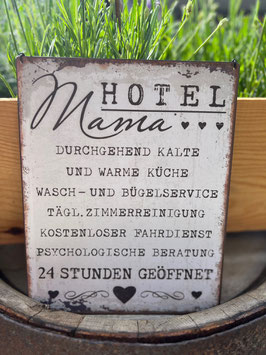 HOTEL
Mama
DURCHGEHEND KALTE
UND WARME KÜCHE
WASCH- UND BÜGELSERVICE
TÄGL. ZIMMERREINIGUNG
KOSTENLOSER FAHRDIENST
PSYCHOLOGISCHE BERATUNG
24 STUNDEN GEÖFFNET